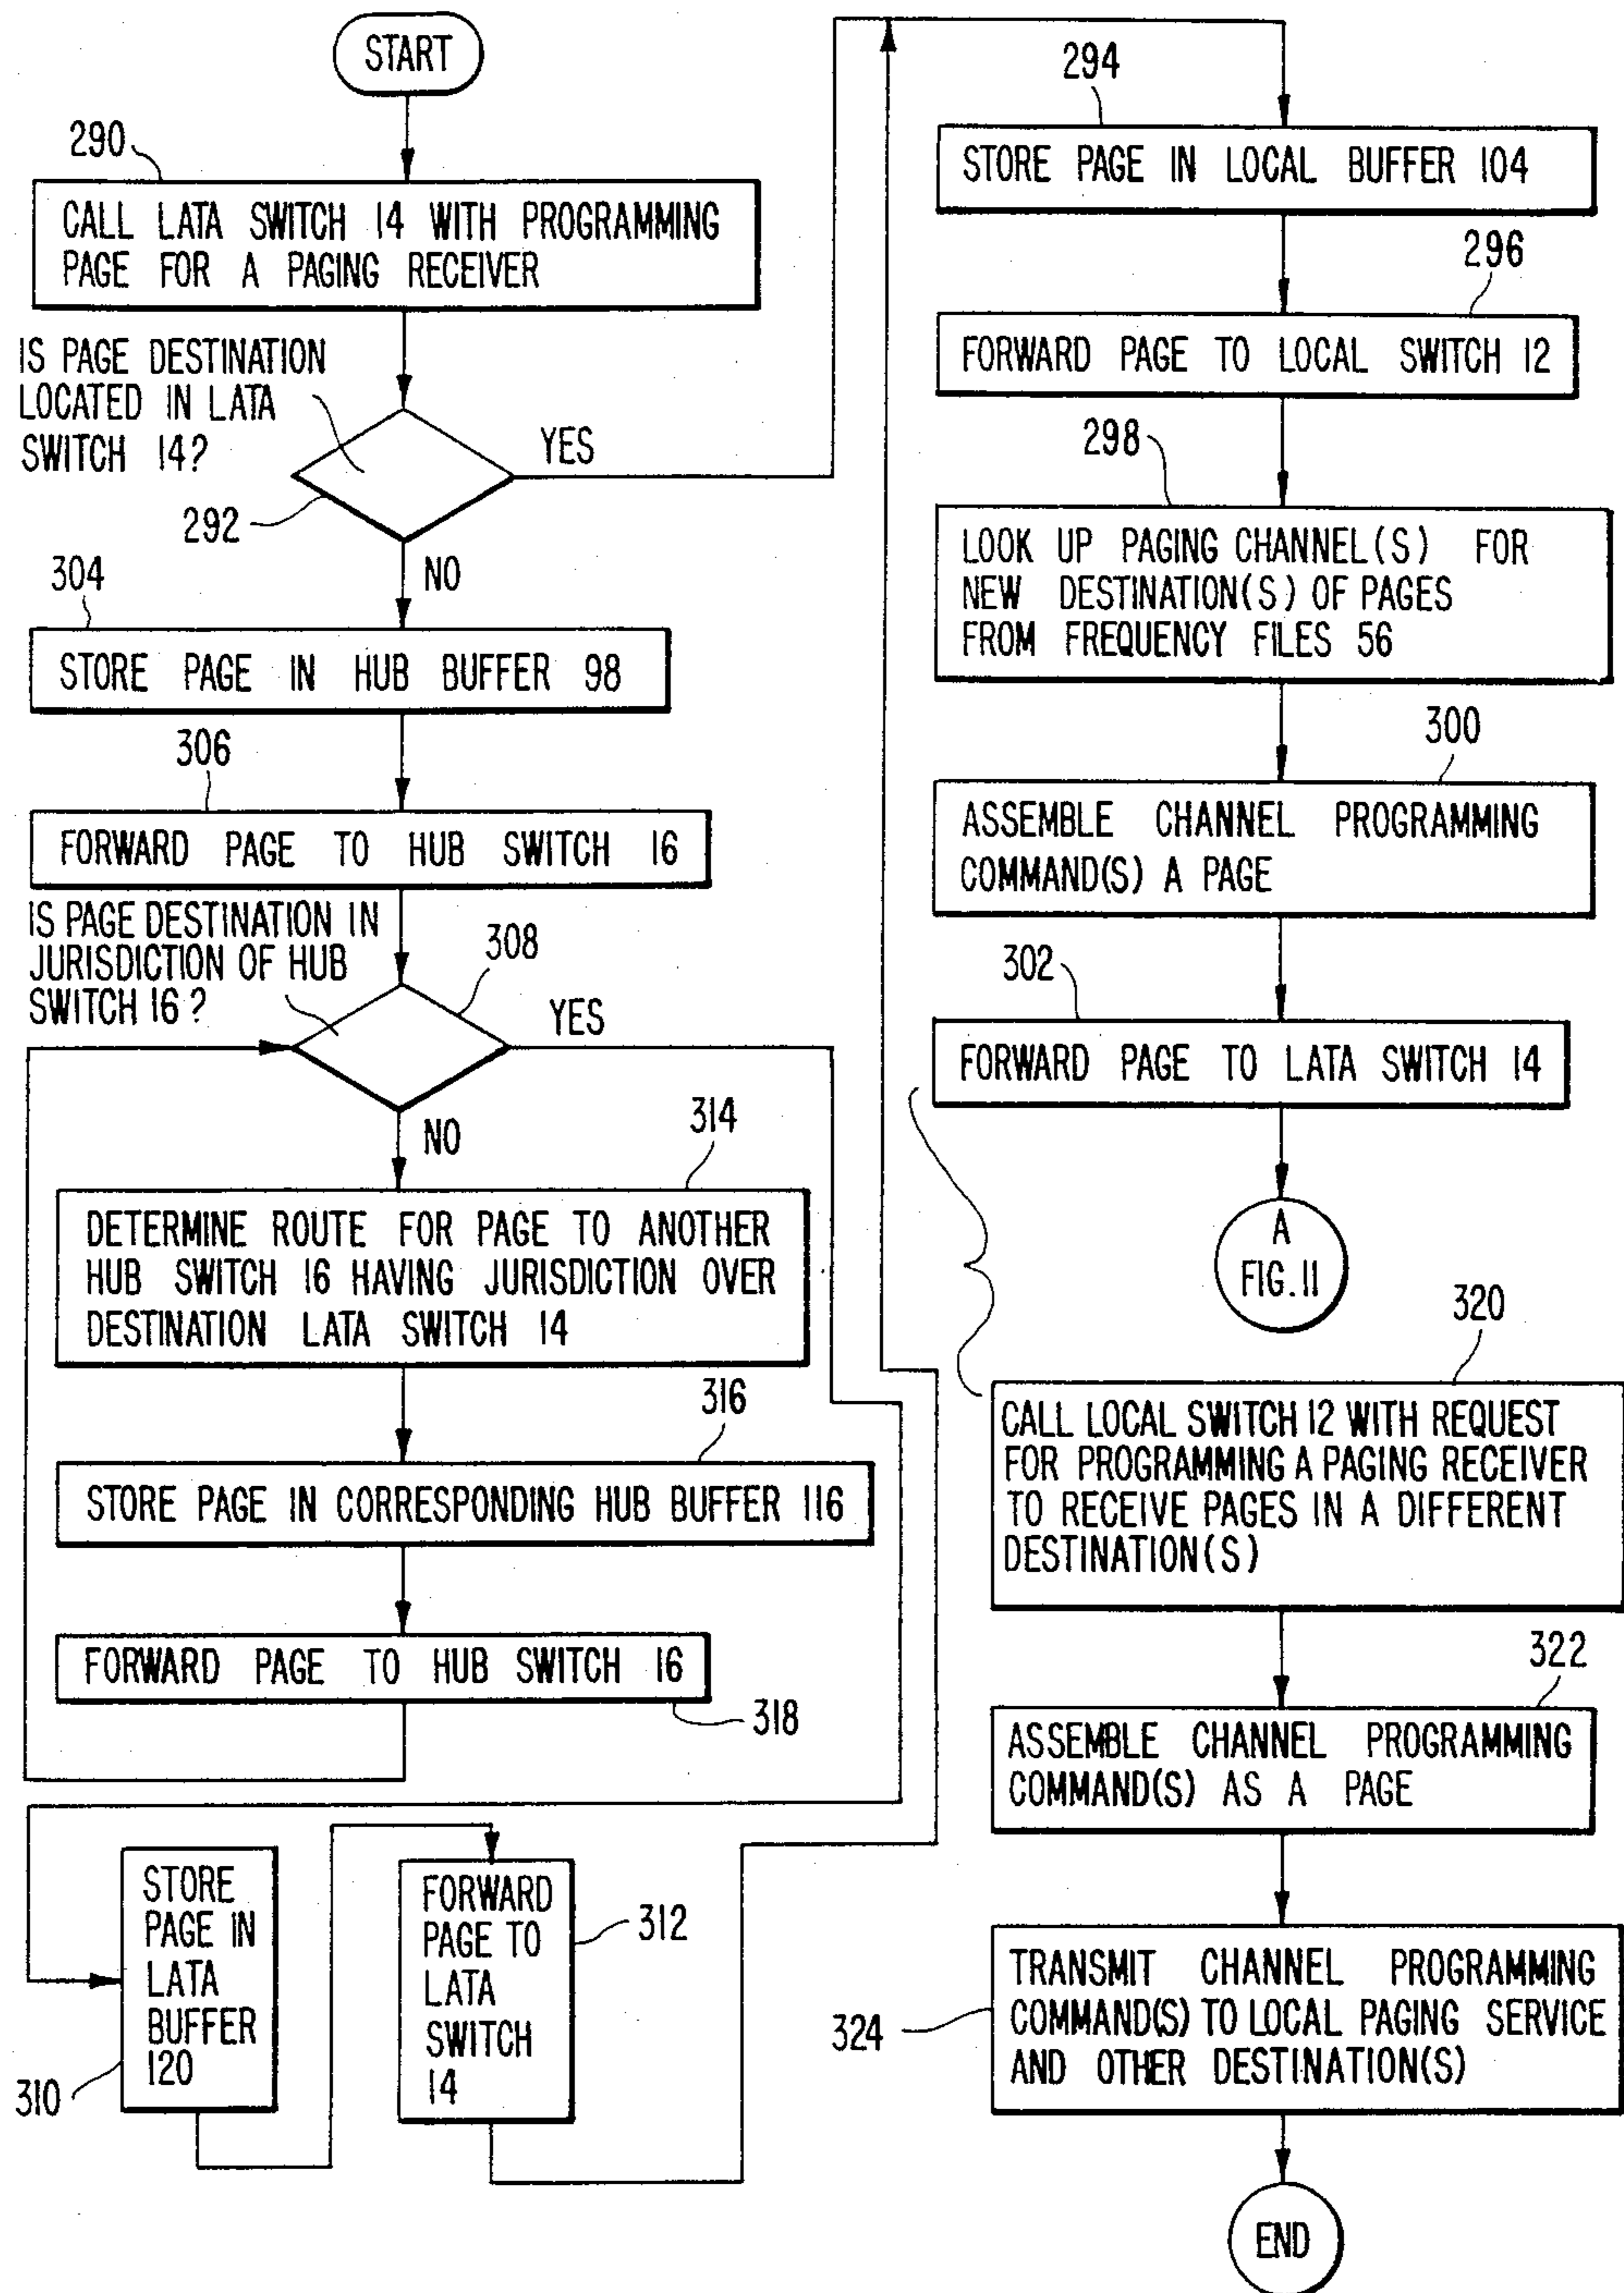 START
290
CALL LATA SWITCH 14 WITH PROGRAMMING
PAGE FOR A PAGING RECEIVER
IS PAGE DESTINATION
LOCATED IN LATA
SWITCH 14?
YES
292
NO
304
STORE PAGE IN HUB BUFFER 98
306
FORWARD PAGE TO HUB SWITCH 16
IS PAGE DESTINATION IN
JURISDICTION OF HUB
SWITCH 16?
308
YES
NO
314
DETERMINE ROUTE FOR PAGE TO ANOTHER
HUB SWITCH 16 HAVING JURISDICTION OVER
DESTINATION LATA SWITCH 14
316
STORE PAGE IN CORRESPONDING HUB BUFFER 116
FORWARD PAGE TO HUB SWITCH 16
318
STORE
PAGE IN
LATA
BUFFER
120
310
FORWARD
PAGE TO
LATA
SWITCH
14
312
294
STORE PAGE IN LOCAL BUFFER 104
296
FORWARD PAGE TO LOCAL SWITCH 12
298
LOOK UP PAGING CHANNEL(S) FOR
NEW DESTINATION(S) OF PAGES
FROM FREQUENCY FILES 56
300
ASSEMBLE CHANNEL PROGRAMMING
COMMAND(S) A PAGE
302
FORWARD PAGE TO LATA SWITCH 14
A
FIG. 11
320
CALL LOCAL SWITCH 12 WITH REQUEST
FOR PROGRAMMING A PAGING RECEIVER
TO RECEIVE PAGES IN A DIFFERENT
DESTINATION(S)
322
ASSEMBLE CHANNEL PROGRAMMING
COMMAND(S) AS A PAGE
TRANSMIT CHANNEL PROGRAMMING
COMMAND(S) TO LOCAL PAGING SERVICE
AND OTHER DESTINATION(S)
324
END